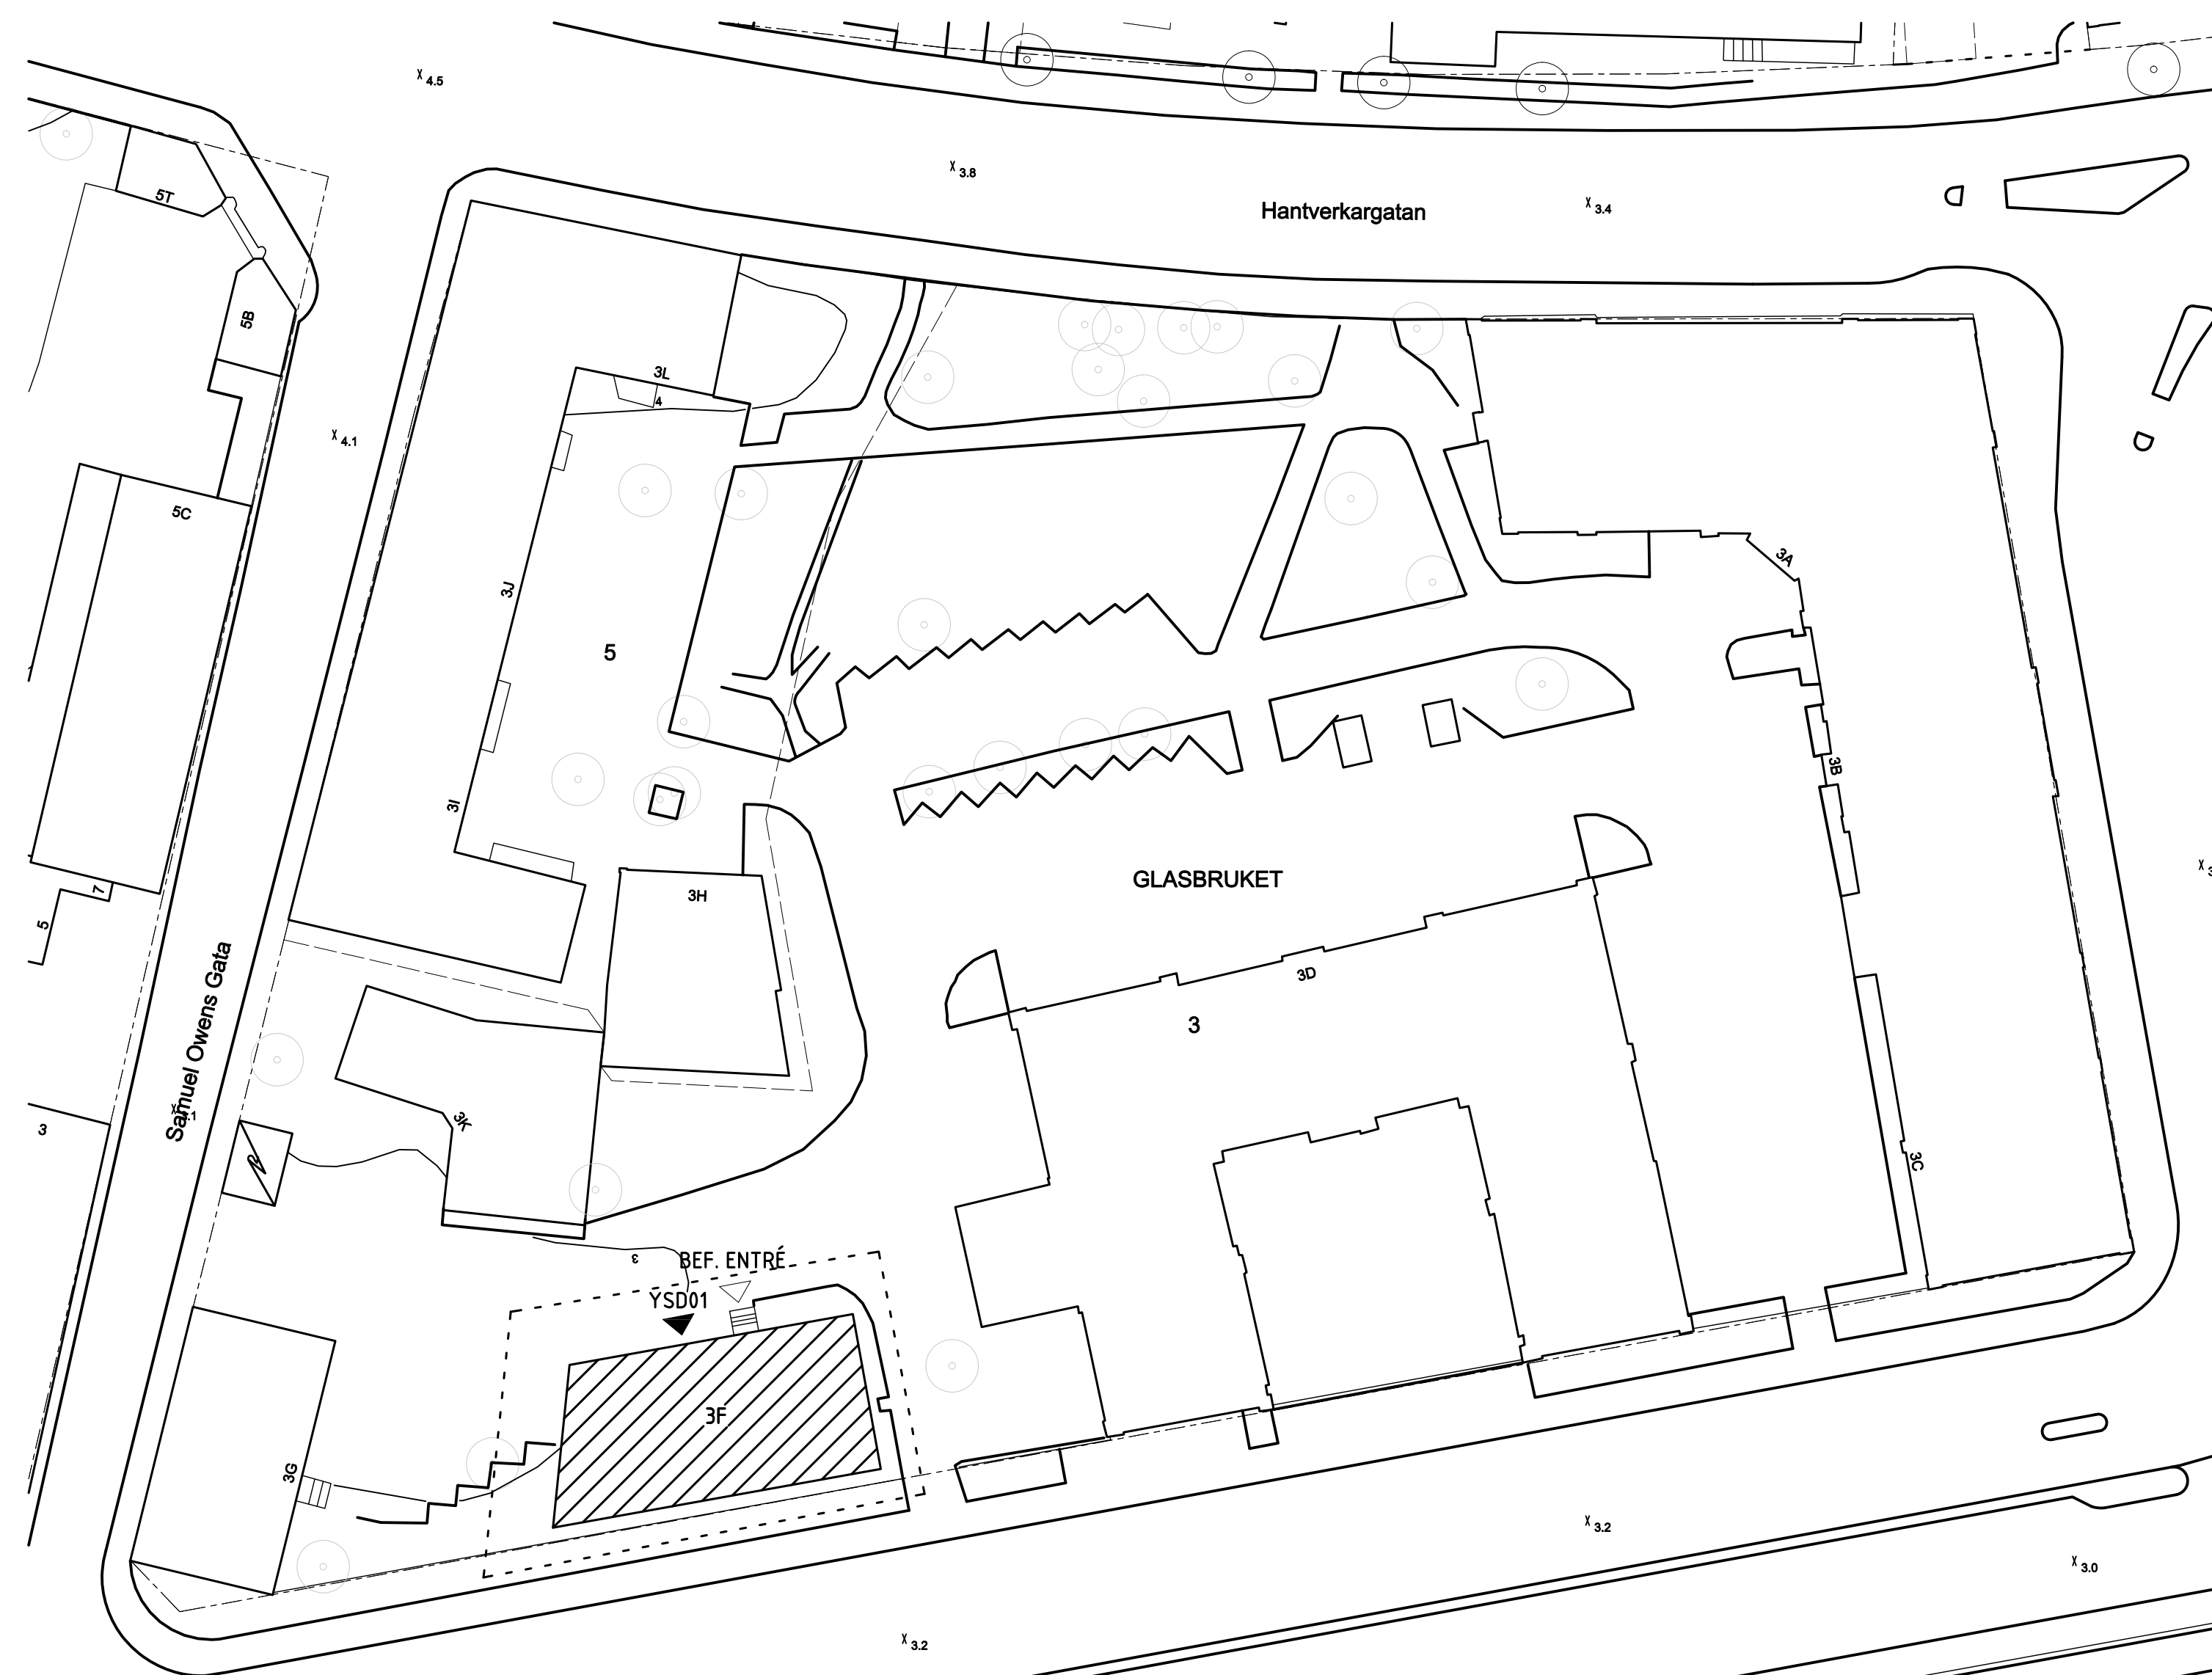 X 4.5
X 3.8
5T
X 3.4
Hantverkargatan
5B
3L
4
X 4.1
5C
3A
3J
5
3B
3I
GLASBRUKET
7
3H
5
3D
Samuel Owens Gata
3
3K
3
3C
3
BEF. ENTRÉ
YSD01
3F
3G
X 3.2
X 3.0
X 3.2